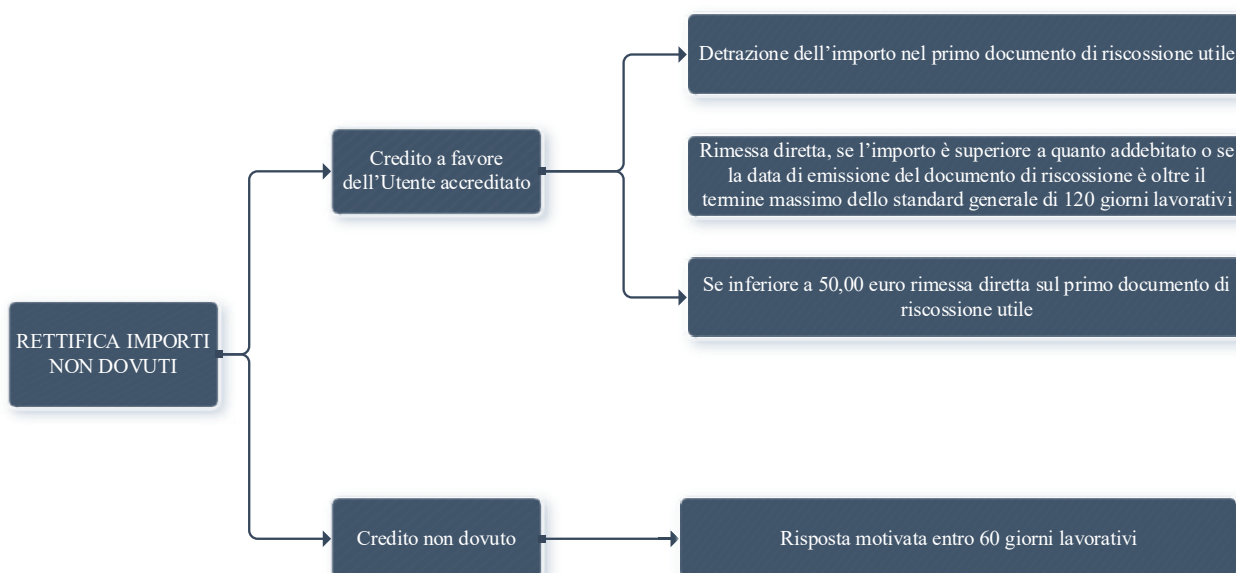 RETTIFICA IMPORTI
NON DOVUTI
Credito a favore
dell’Utente accreditato
Detrazione dell’importo nel primo documento di riscossione utile
Rimessa diretta, se l’importo è superiore a quanto addebitato o se
la data di emissione del documento di riscossione è oltre il
termine massimo dello standard generale di 120 giorni lavorativi
Se inferiore a 50,00 euro rimessa diretta sul primo documento di
riscossione utile
Credito non dovuto
Risposta motivata entro 60 giorni lavorativi